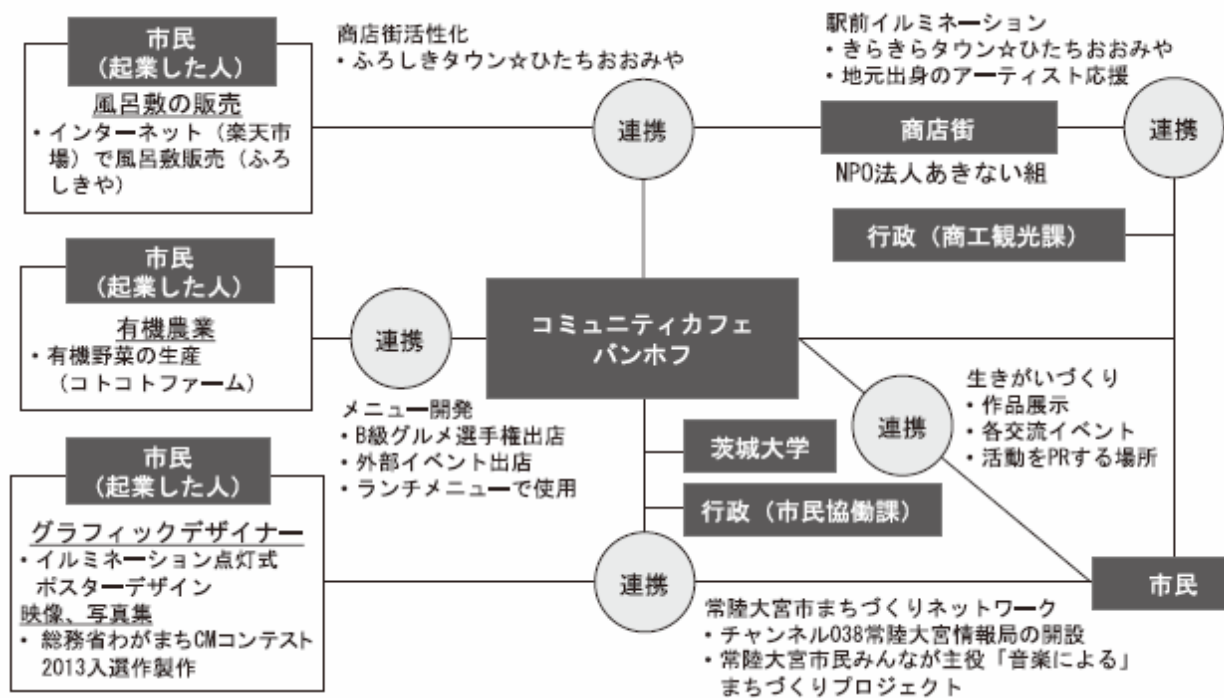 市民
（起業した人）
風呂敷の販売
・インターネット（楽天市
場）で風呂敷販売（ふろ
しきや）
商店街活性化
・ふろしきタウン☆ひたちおおみや
連携
駅前イルミネーション
・きらきらタウン☆ひたちおおみや
・地元出身のアーティスト応援
商店街
NPO法人あきない組
連携
行政（商工観光課）
市民
（起業した人）
有機農業
・有機野菜の生産
（コトコトファーム）
連携
メニュー開発
・B級グルメ選手権出店
・外部イベント出店
・ランチメニューで使用
コミュニティカフェ
バンホフ
茨城大学
行政（市民協働課）
連携
生きがいづくり
・作品展示
・各交流イベント
・活動をPRする場所
市民
（起業した人）
グラフィックデザイナー
・イルミネーション点灯式
ポスターデザイン
映像、写真集
・総務省わがまちCMコンテスト
2013入選作製作
連携
常陸大宮市まちづくりネットワーク
・チャンネル038常陸大宮情報局の開設
・常陸大宮市民みんなが主役「音楽による」
まちづくりプロジェクト
市民